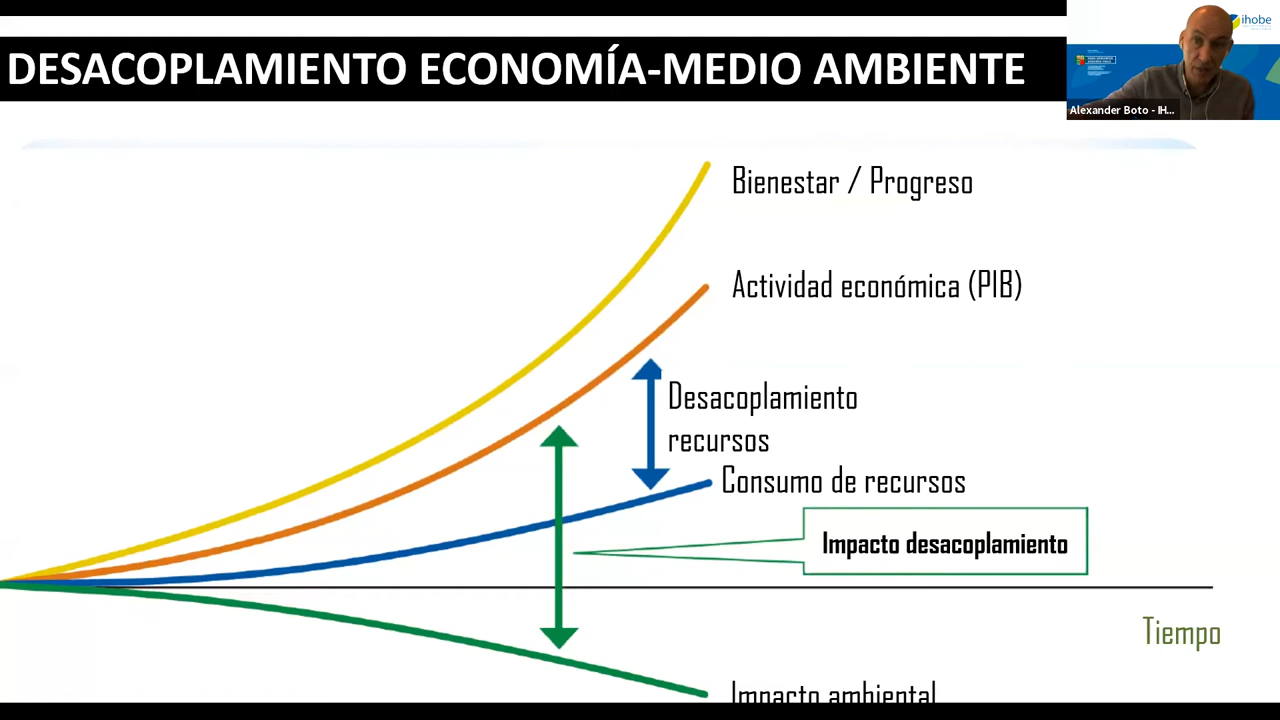 DESACOPLAMIENTO ECONOMÍA-MEDIO AMBIENTE
ihobe
Alexander Boto - IH...
Bienestar / Progreso
Actividad económica (PIB)
Desacoplamiento
recursos
Consumo de recursos
Impacto desacoplamiento
Tiempo
Impacto ambiental